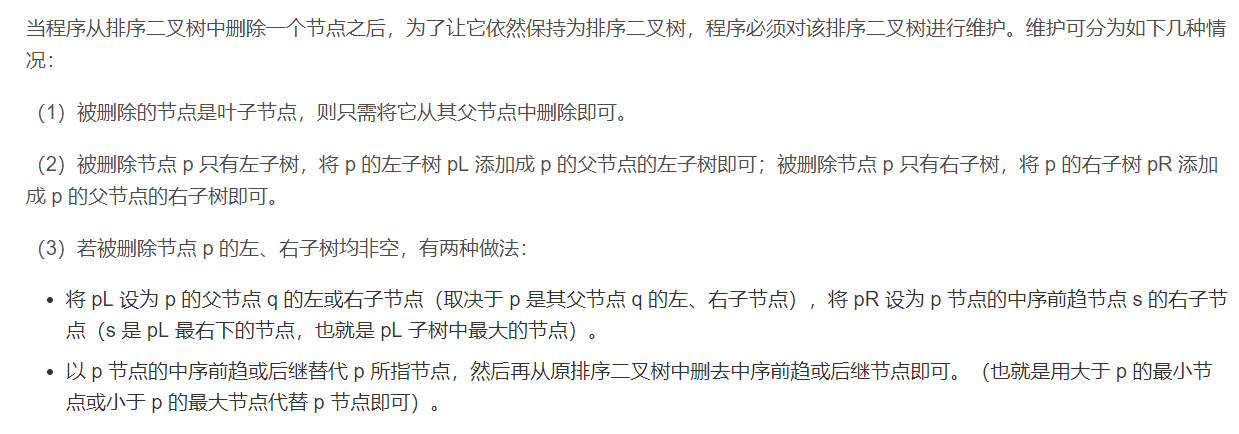 当程序从排序二叉树中删除一个节点之后，为了让它依然保持为排序二叉树，程序必须对该排序二叉树进行维护。维护可分为如下几种情
况：
（1）被删除的节点是叶子节点，则只需将它从其父节点中删除即可。
（2）被删除节点 p 只有左子树，将 p 的左子树 pL 添加成 p 的父节点的左子树即可；被删除节点 p 只有右子树，将 p 的右子树 pR 添加
成 p 的父节点的右子树即可。
（3）若被删除节点 p 的左、右子树均非空，有两种做法：
• 将 pL 设为 p 的父节点 q 的左或右子节点（取决于 p 是其父节点 q 的左、右子节点），将 pR 设为 p 节点的中序前趋节点 s 的右子节
点（s 是 pL 最右下的节点，也就是 pL 子树中最大的节点）。
• 以 p 节点的中序前趋或后继替代 p 所指节点，然后再从原排序二叉树中删去中序前趋或后继节点即可。（也就是用大于 p 的最小节
点或小于 p 的最大节点代替 p 节点即可）。